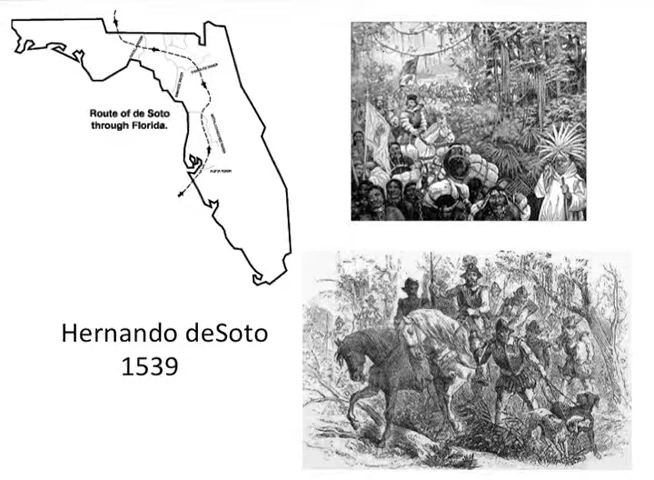 Route of de Soto
through Florida.
Hernando deSoto
1539